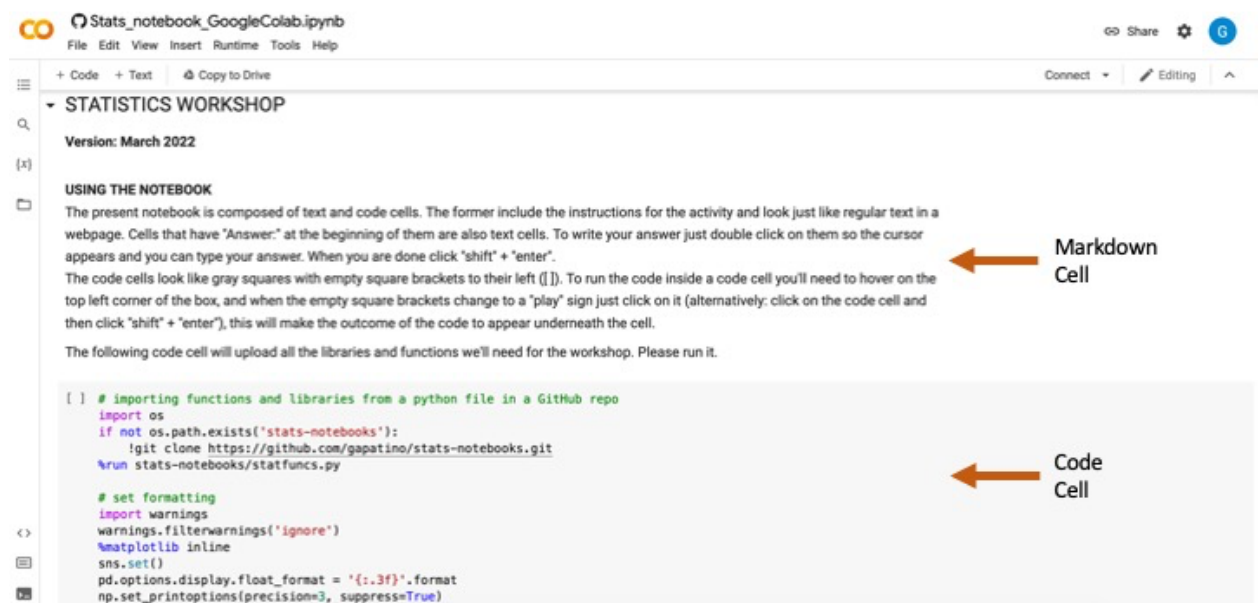 Stats_notebook_GoogleColab.ipynb
File Edit View Insert Runtime Tools Help
Share
G
+ Code + Text Copy to Drive
Connect
Editing
STATISTICS WORKSHOP
Version: March 2022
USING THE NOTEBOOK
The present notebook is composed of text and code cells. The former include the instructions for the activity and look just like regular text in a
webpage. Cells that have "Answer:" at the beginning of them are also text cells. To write your answer just double click on them so the cursor
appears and you can type your answer. When you are done click "shift" + "enter".
The code cells look like gray squares with empty square brackets to their left ([ ]). To run the code inside a code cell you'll need to hover on the
top left corner of the box, and when the empty square brackets change to a "play" sign just click on it (alternatively: click on the code cell and
then click "shift" + "enter"), this will make the outcome of the code to appear underneath the cell.
The following code cell will upload all the libraries and functions we'll need for the workshop. Please run it.
Markdown
Cell
[ ] # importing functions and libraries from a python file in a GitHub repo
import os
if not os.path.exists('stats-notebooks'):
!git clone https://github.com/gapatino/stats-notebooks.git
%run stats-notebooks/statfuncs.py
# set formatting
import warnings
warnings.filterwarnings('ignore')
%matplotlib inline
sns.set()
pd.options.display.float_format = '{:.3f}'.format
np.set_printoptions(precision=3, suppress=True)
Code
Cell
{x}
<>